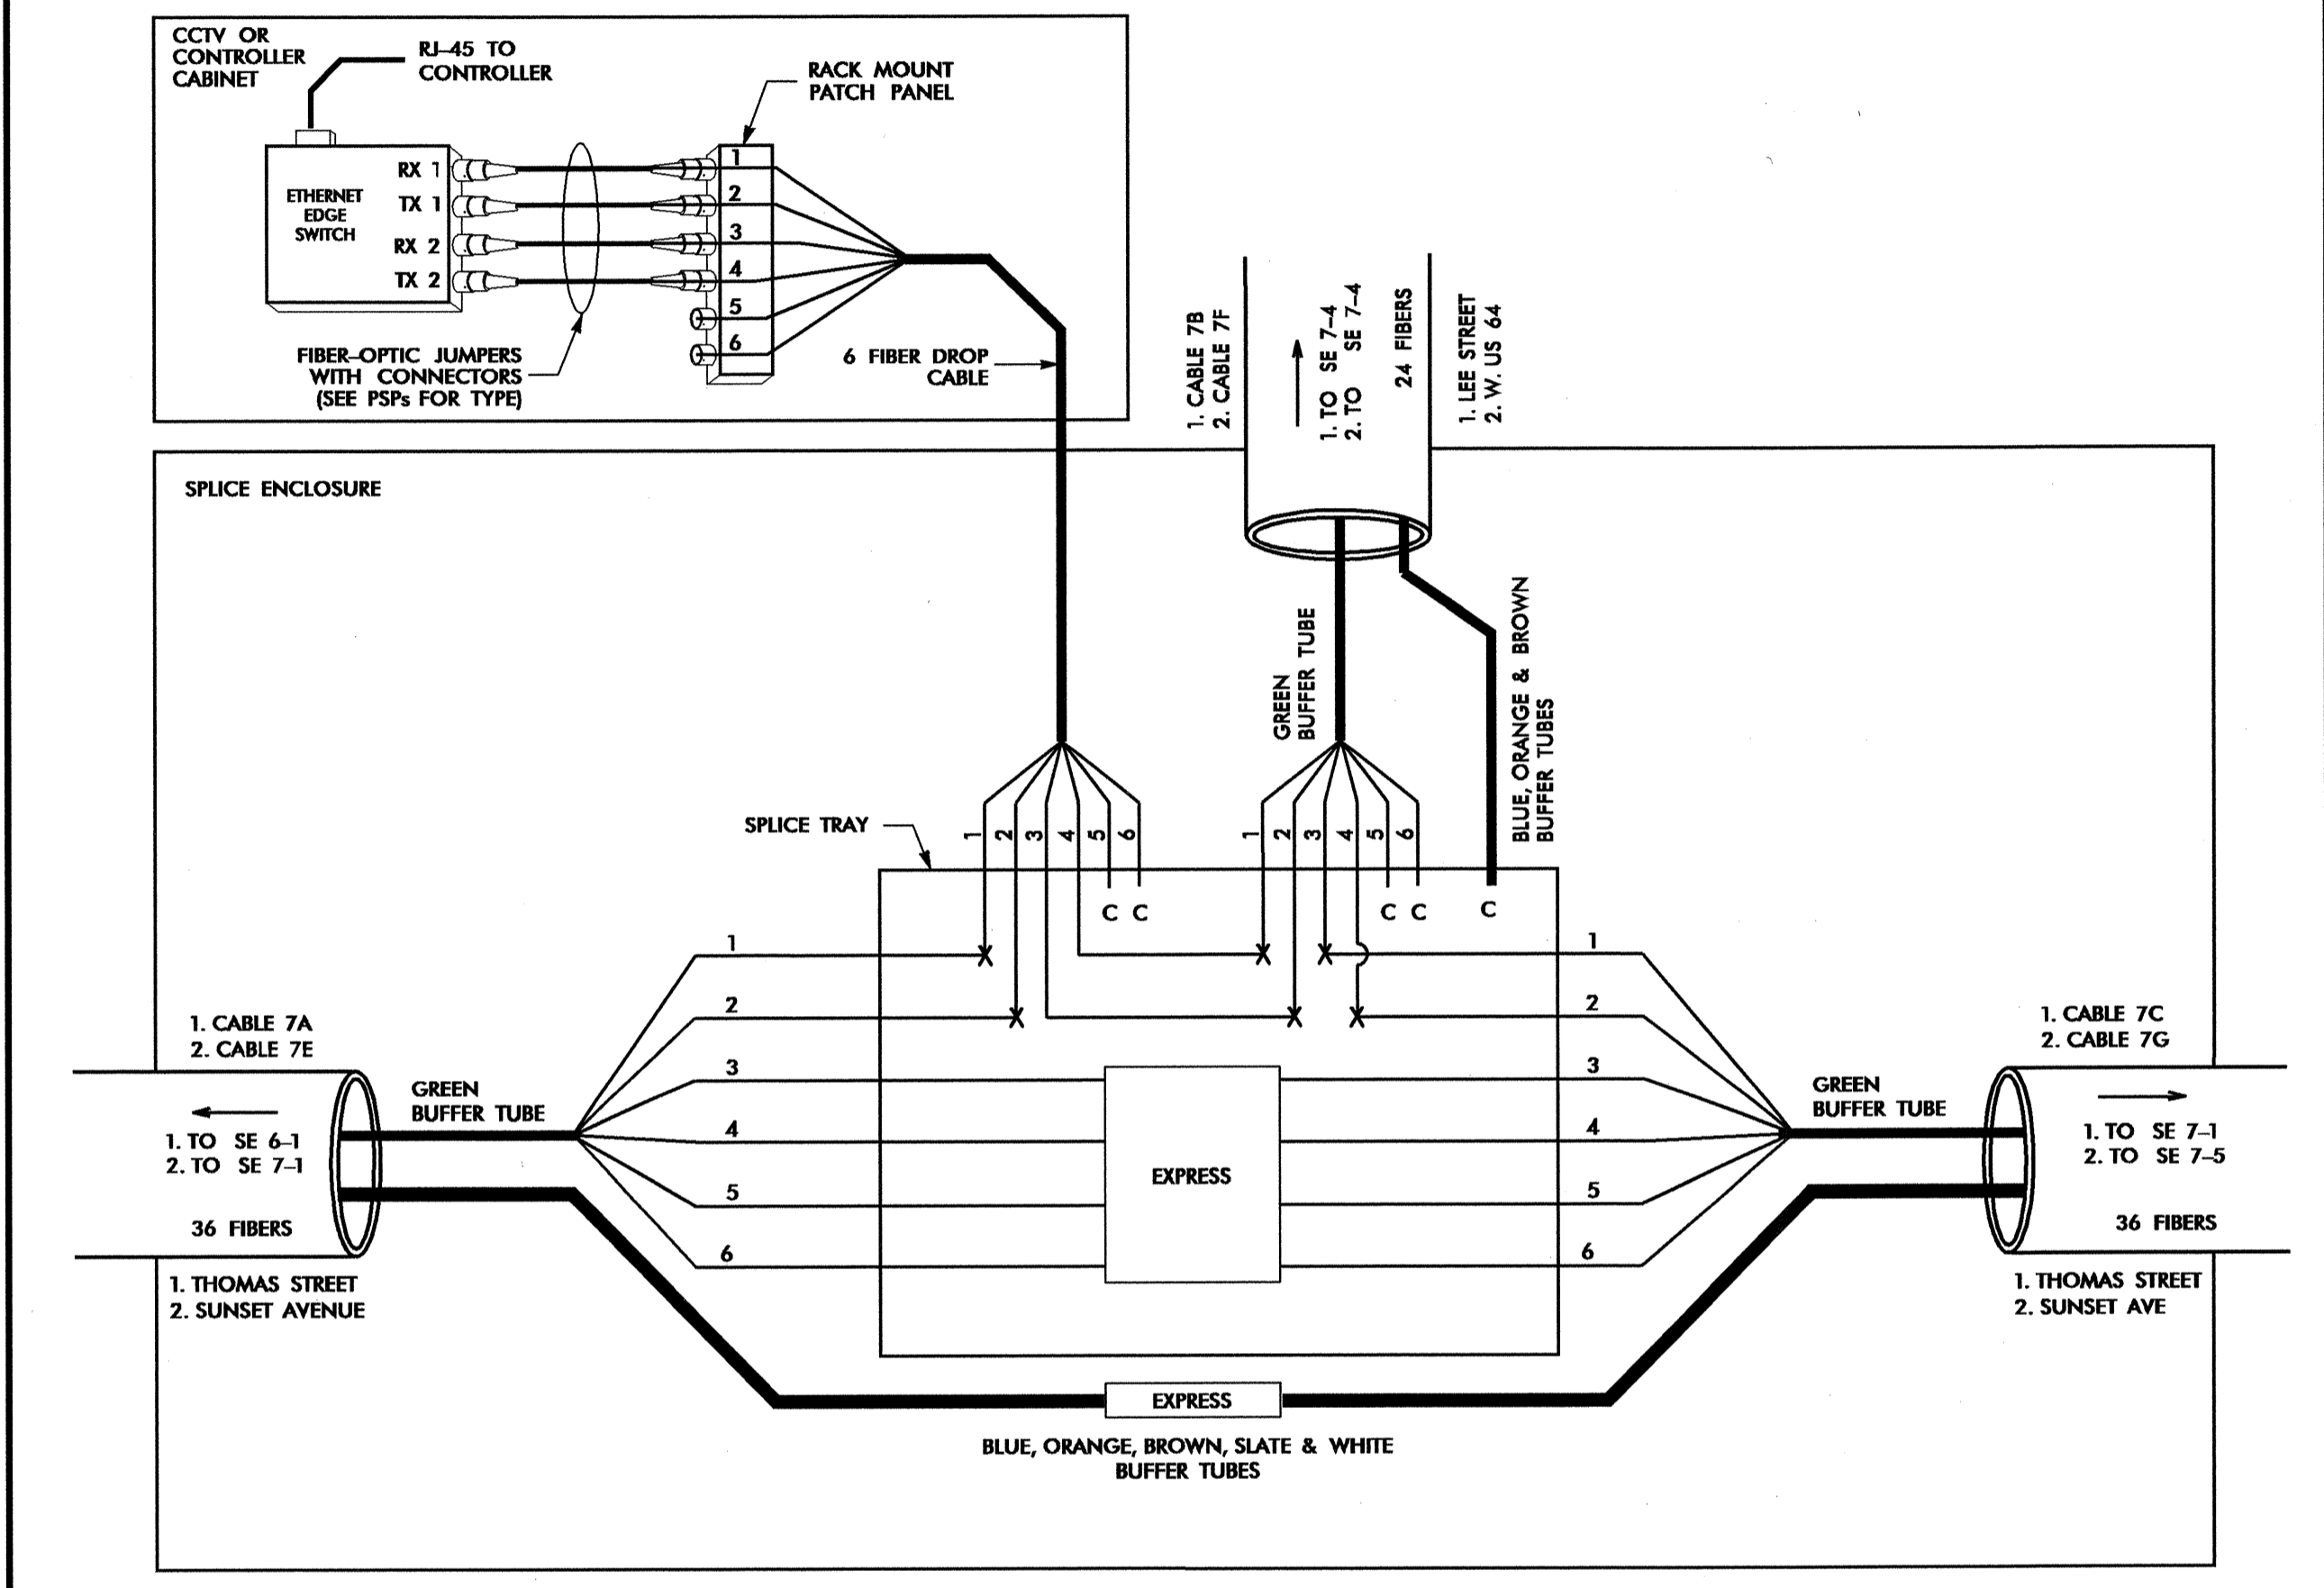 CCTV OR
CONTROLLER
CABINET
RJ-45 TO
CONTROLLER
RACK MOUNT
PATCH PANEL
ETHERNET
EDGE
SWITCH
RX 1
TX 1
RX 2
TX 2
1
2
3
4
5
6
FIBER-OPTIC JUMPERS
WITH CONNECTORS
(SEE PSPs FOR TYPE)
6 FIBER DROP
CABLE
1. CABLE 7B
2. CABLE 7F
1. TO SE 7-4
2. TO SE 7-4
24 FIBERS
1. LEE STREET
2. W. US 64
SPLICE ENCLOSURE
GREEN
BUFFER TUBE
BLUE, ORANGE & BROWN
BUFFER TUBES
SPLICE TRAY
1
2
3
4
5
6
1
2
3
4
5
6
C C
C C
C
1
2
3
4
5
6
1
2
3
4
5
6
1. CABLE 7A
2. CABLE 7E
GREEN
BUFFER TUBE
1. TO SE 6-1
2. TO SE 7-1
36 FIBERS
1. THOMAS STREET
2. SUNSET AVENUE
EXPRESS
1. CABLE 7C
2. CABLE 7G
GREEN
BUFFER TUBE
1. TO SE 7-1
2. TO SE 7-5
36 FIBERS
1. THOMAS STREET
2. SUNSET AVE
EXPRESS
BLUE, ORANGE, BROWN, SLATE & WHITE
BUFFER TUBES